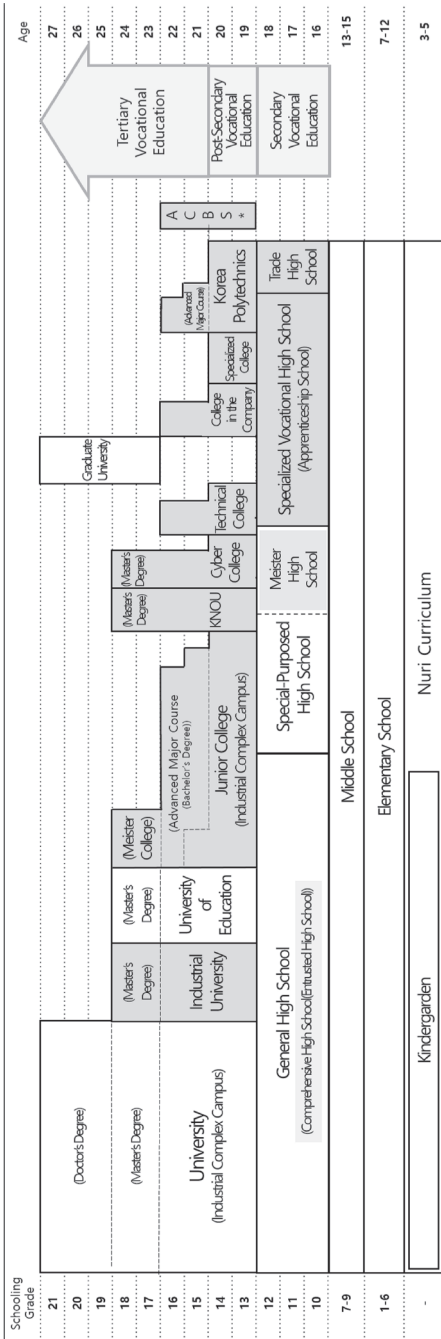 Schooling
Grade
21
20
19
18
17
16
15
14
13
12
11
10
7-9
1-6
-
(Doctor's Degree)
(Master's Degree)
University
(Industrial Complex Campus)
(Master's
Degree)
Industrial
University
(Master's
Degree)
University
of
Education
(Meister
College)
(Advanced Major Course
(Bachelor's Degree))
Junior College
(Industrial Complex Campus)
(Master's
Degree)
KNOU
(Master's
Degree)
Cyber
College
Technical
College
Graduate
University
College
in the
Company
Specialized
College
(Advanced
Major Course)
Korea
Polytechnics
A
C
B
S
*
General High School
(Comprehensive High School(Entrusted High School))
Special-Purposed
High School
Meister
High
School
Specialized Vocational High School
(Apprenticeship School)
Trade
High
School
Middle School
Elementary School
Kindergarden
Nuri Curriculum
Tertiary
Vocational
Education
Post-Secondary
Vocational
Education
Secondary
Vocational
Education
Age
27
26
25
24
23
22
21
20
19
18
17
16
13-15
7-12
3-5